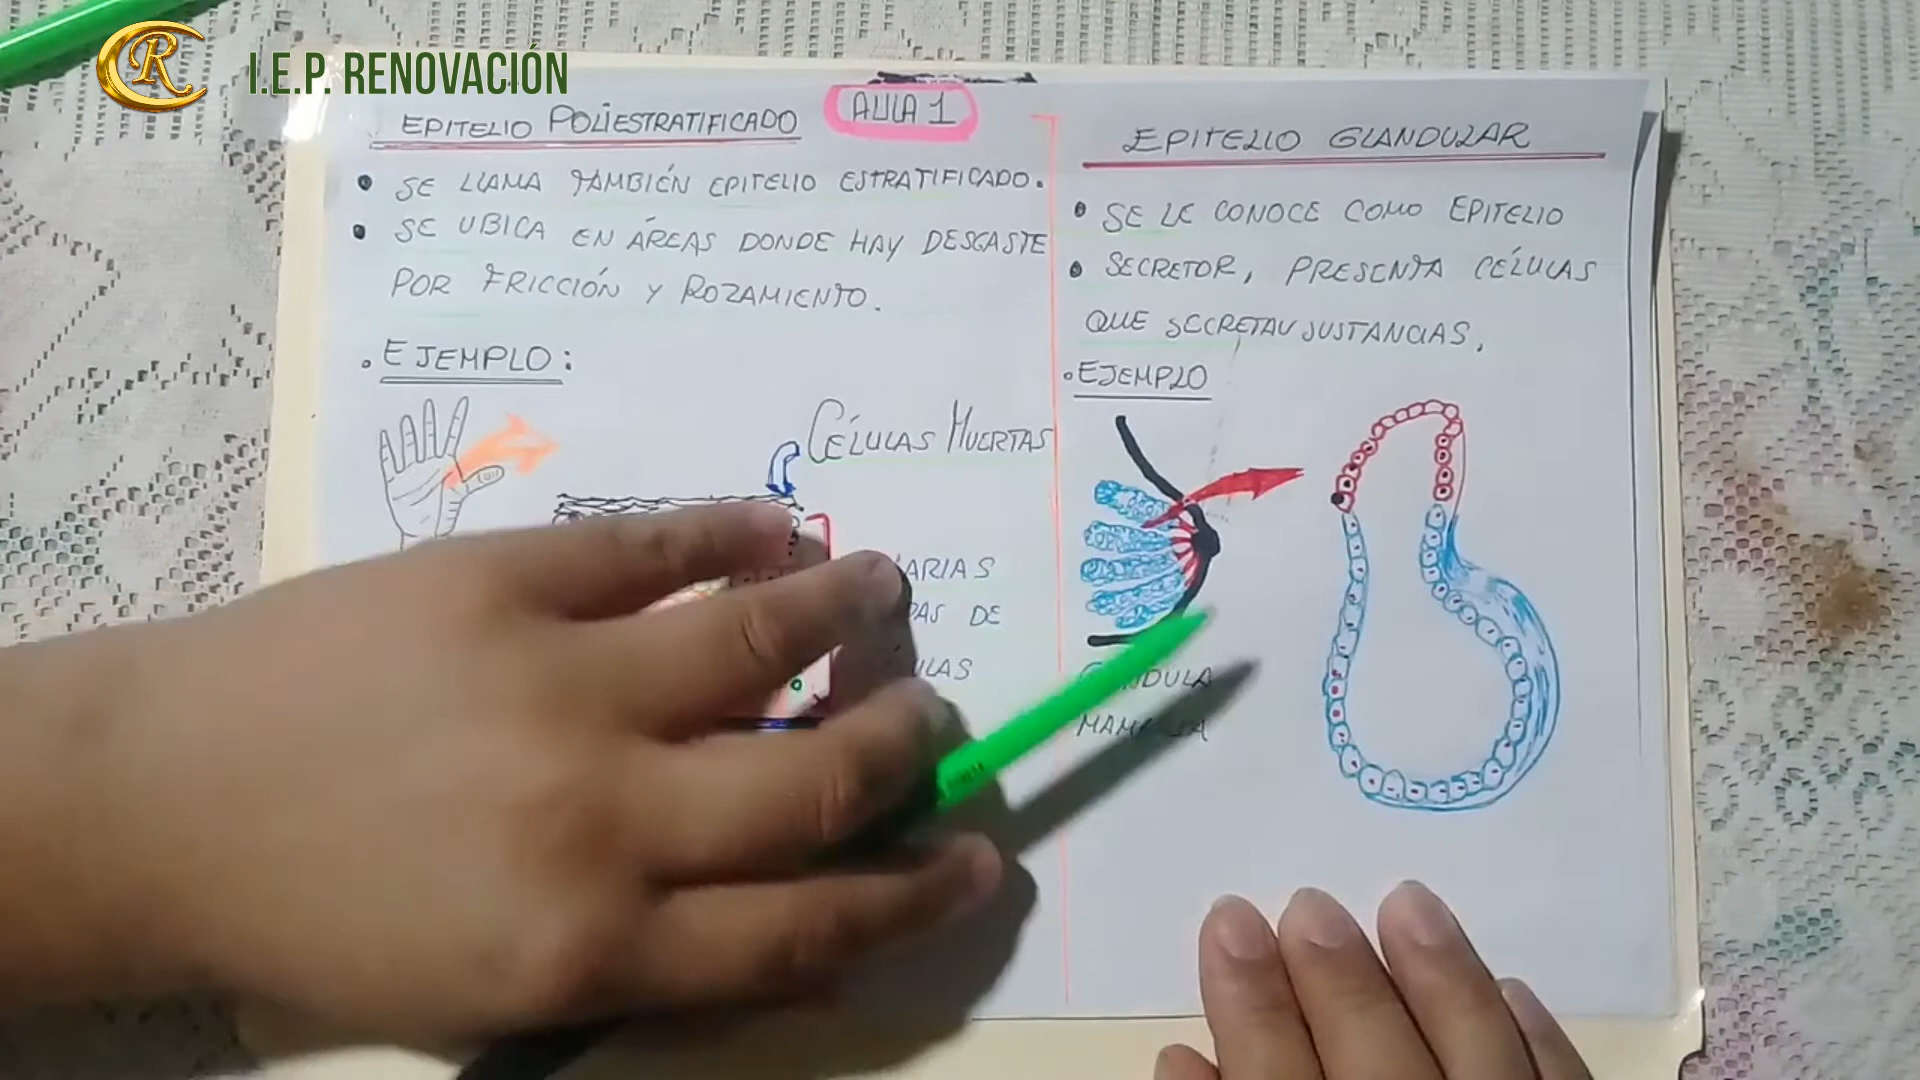 I.E.P. RENOVACIÓN
AULA 1
EPITELIO POLIESTRATIFICADO
• SE LLAMA TAMBIÉN EPITELIO ESTRATIFICADO.
• SE UBICA EN ÁREAS DONDE HAY DESGASTE
POR FRICCIÓN Y ROZAMIENTO.
• EJEMPLO:
CÉLULAS MUERTAS
DE
EPITELIO GLANDULAR
• SE LE CONOCE COMO EPITELIO
• SECRETOR, PRESENTA CÉLULAS
QUE SECRETAN SUSTANCIAS.
• EJEMPLO